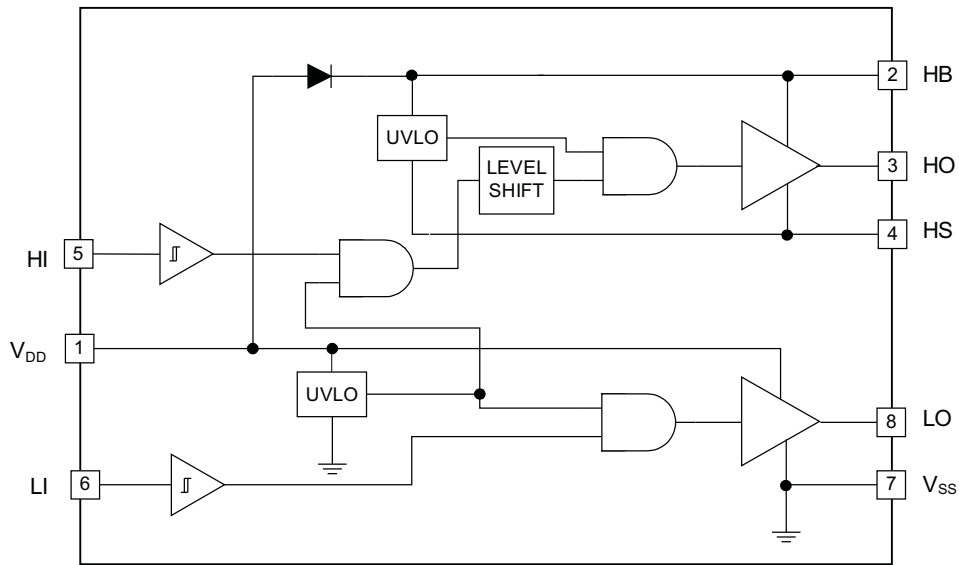 2 HB
UVLO
LEVEL
SHIFT
3 HO
4 HS
HI 5
VDD 1
UVLO
8 LO
LI 6
7 VSS